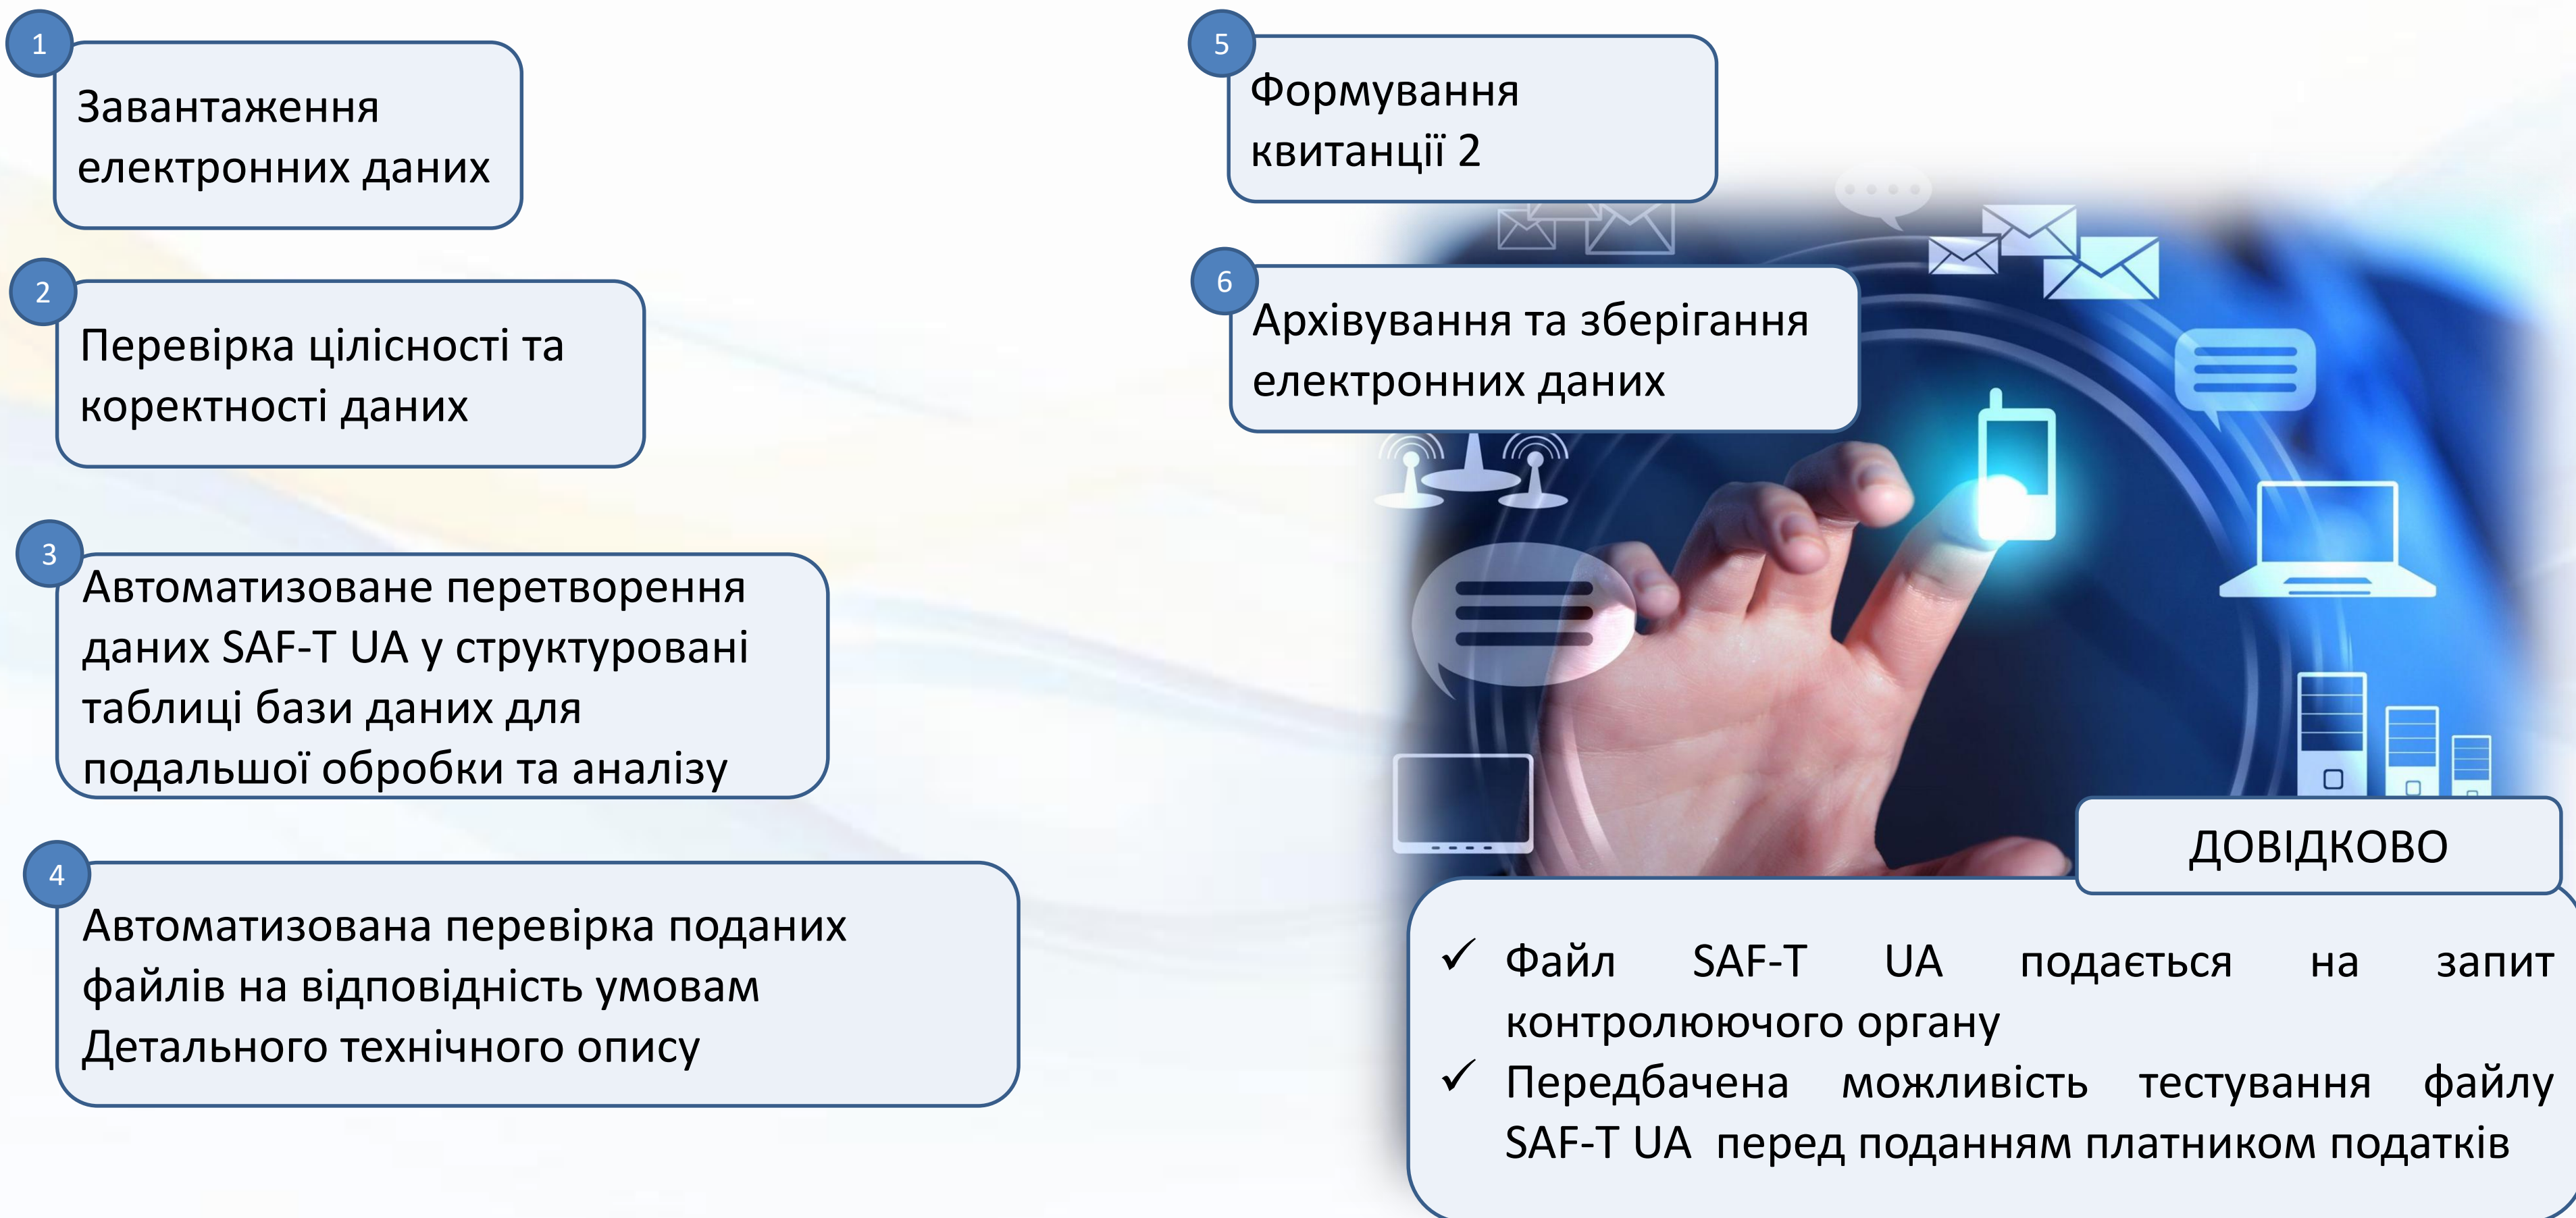 1
Завантаження
електронних даних
2
Перевірка цілісності та
коректності даних
3
Автоматизоване перетворення
даних SAF-T UA у структуровані
таблиці бази даних для
подальшої обробки та аналізу
4
Автоматизована перевірка поданих
файлів на відповідність умовам
Детального технічного опису
5
Формування
квитанції 2
6
Архівування та зберігання
електронних даних
ДОВІДКОВО
✓ Файл SAF-T UA подається на запит
контролюючого органу
✓ Передбачена можливість тестування файлу
SAF-T UA перед поданням платником податків